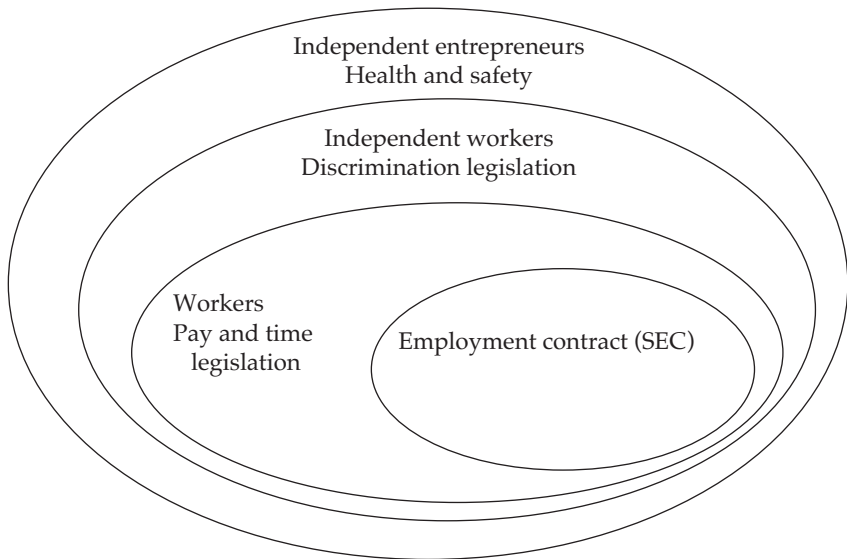 Independent entrepreneurs
Health and safety
Independent workers
Discrimination legislation
Workers
Pay and time
legislation
Employment contract (SEC)